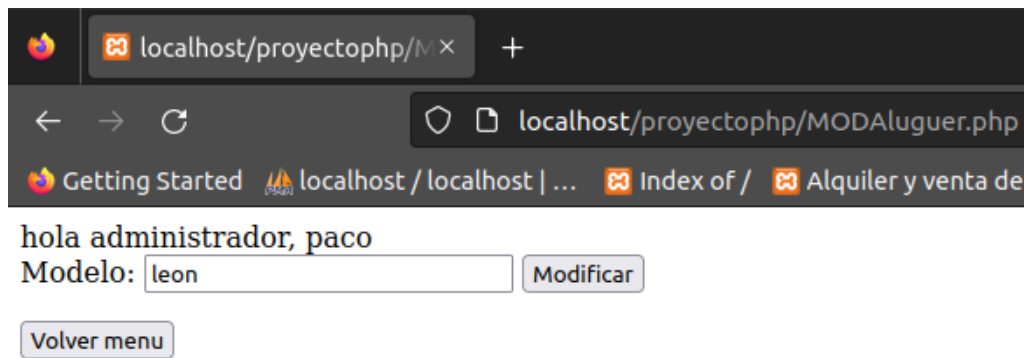 localhost/proyectophp/M
localhost/proyectophp/MODAluguer.php
Getting Started localhost / localhost | ... Index of / Alquiler y venta de
hola administrador, paco
Modelo: leon Modificar
Volver menu